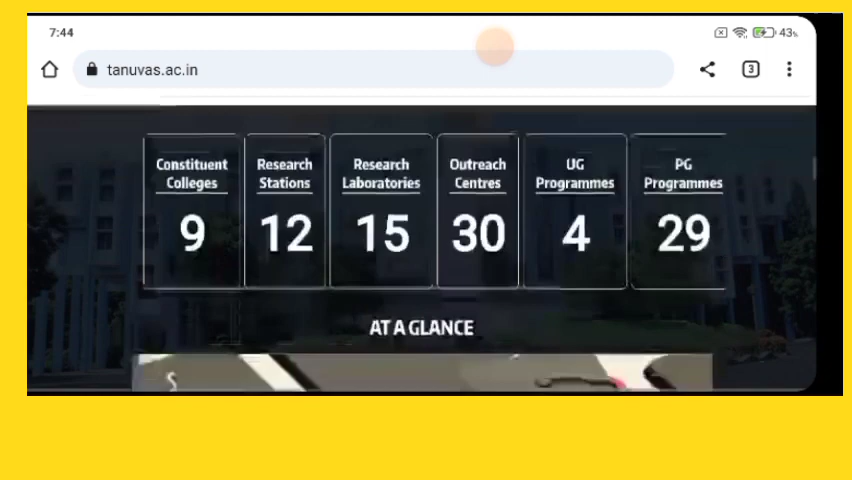 7:44
43%
tanuvas.ac.in
3
Constituent Colleges
Research Stations
Research Laboratories
Outreach Centres
UG Programmes
PG Programmes
9
12
15
30
4
29
AT A GLANCE